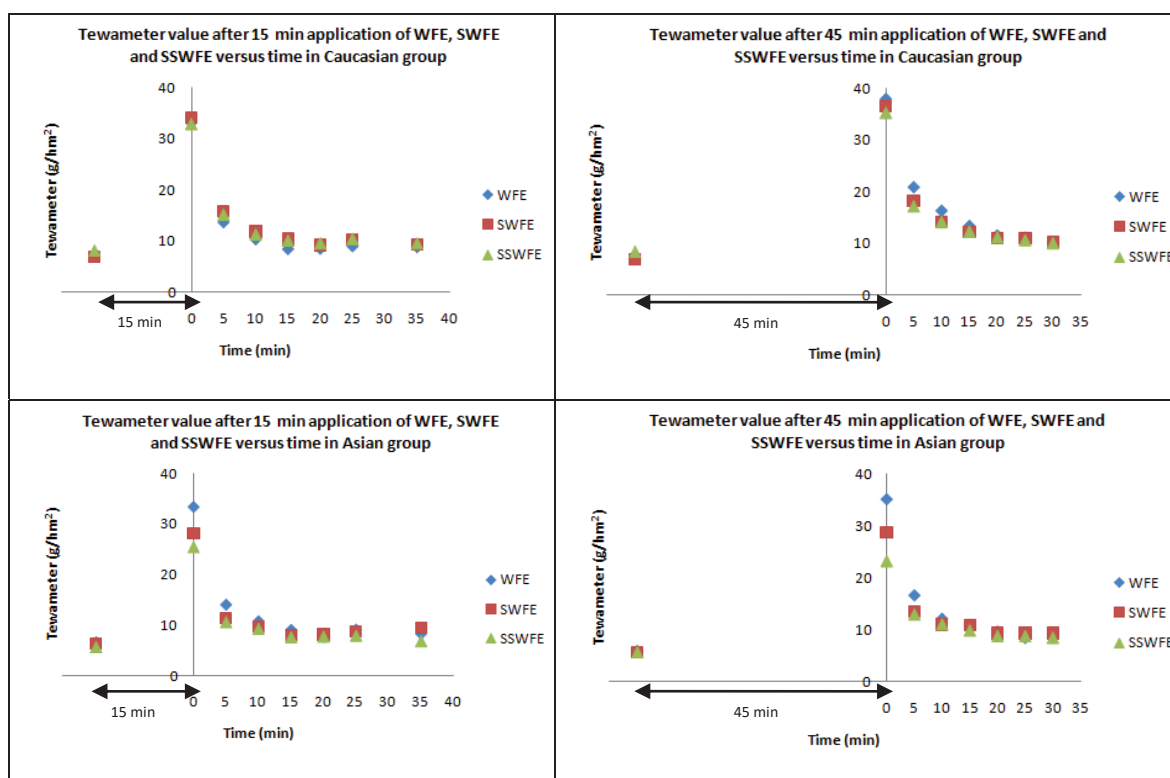 Tewameter value after 15 min application of WFE, SWFE
and SSWFE versus time in Caucasian group
Tewameter (g/hm²)
40
30
20
10
0
WFE
SWFE
SSWFE
15 min
0 5 10 15 20 25 30 35 40
Time (min)
Tewameter value after 45 min application of WFE, SWFE and
SSWFE versus time in Caucasian group
Tewameter (g/hm²)
40
30
20
10
0
WFE
SWFE
SSWFE
45 min
0 5 10 15 20 25 30 35
Time (min)
Tewameter value after 15 min application of WFE, SWFE
and SSWFE versus time in Asian group
Tewameter (g/hm²)
40
30
20
10
0
WFE
SWFE
SSWFE
15 min
0 5 10 15 20 25 30 35 40
Time (min)
Tewameter value after 45 min application of WFE, SWFE and
SSWFE versus time in Asian group
Tewameter (g/hm²)
40
30
20
10
0
WFE
SWFE
SSWFE
45 min
0 5 10 15 20 25 30 35
Time (min)